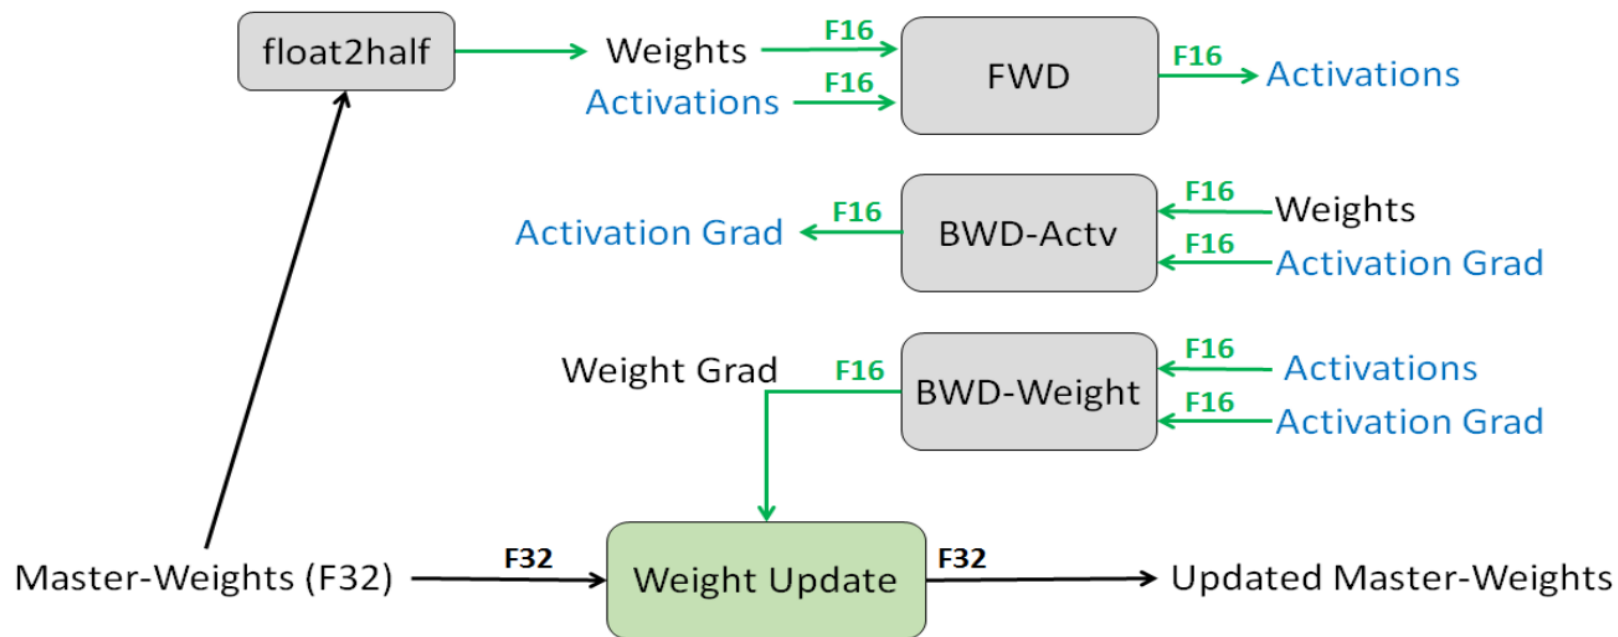 float2half
Weights
F16
FWD
F16
Activations
Activations
F16
Activation Grad
F16
BWD-Actv
F16
Weights
F16
Activation Grad
Weight Grad
F16
BWD-Weight
F16
Activations
F16
Activation Grad
Master-Weights (F32)
F32
Weight Update
F32
Updated Master-Weights